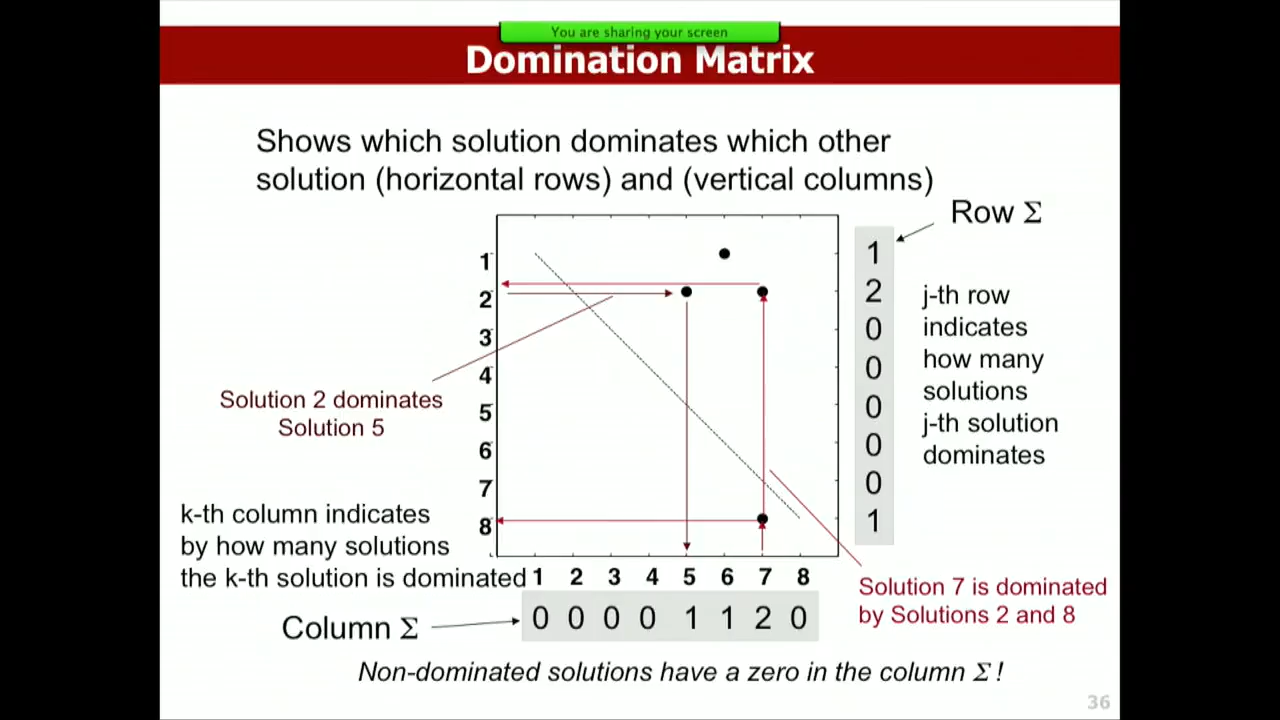 You are sharing your screen
Domination Matrix
Shows which solution dominates which other
solution (horizontal rows) and (vertical columns)
Row Σ
1
2
3
4
5
6
7
8
1
2
0
0
0
0
0
1
j-th row
indicates
how many
solutions
j-th solution
dominates
Solution 2 dominates
Solution 5
k-th column indicates
by how many solutions
the k-th solution is dominated
1 2 3 4 5 6 7 8
Solution 7 is dominated
by Solutions 2 and 8
Column Σ
0 0 0 0 1 1 2 0
Non-dominated solutions have a zero in the column Σ !
36